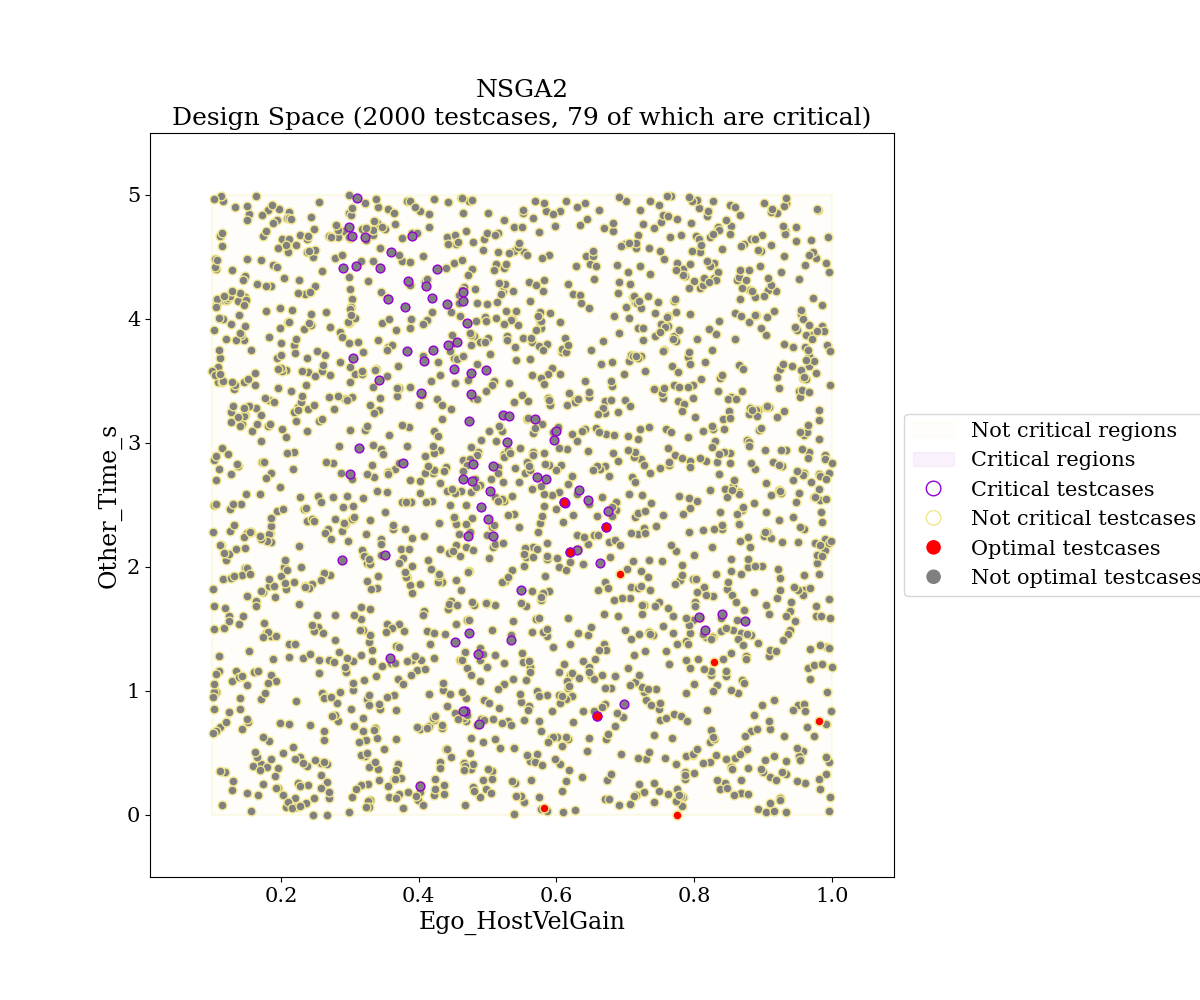 NSGA2
Design Space (2000 testcases, 79 of which are critical)
5
4
3
2
1
0
Other_Time_s
0.2 0.4 0.6 0.8 1.0
Ego_HostVelGain
Not critical regions
Critical regions
Critical testcases
Not critical testcases
Optimal testcases
Not optimal testcases